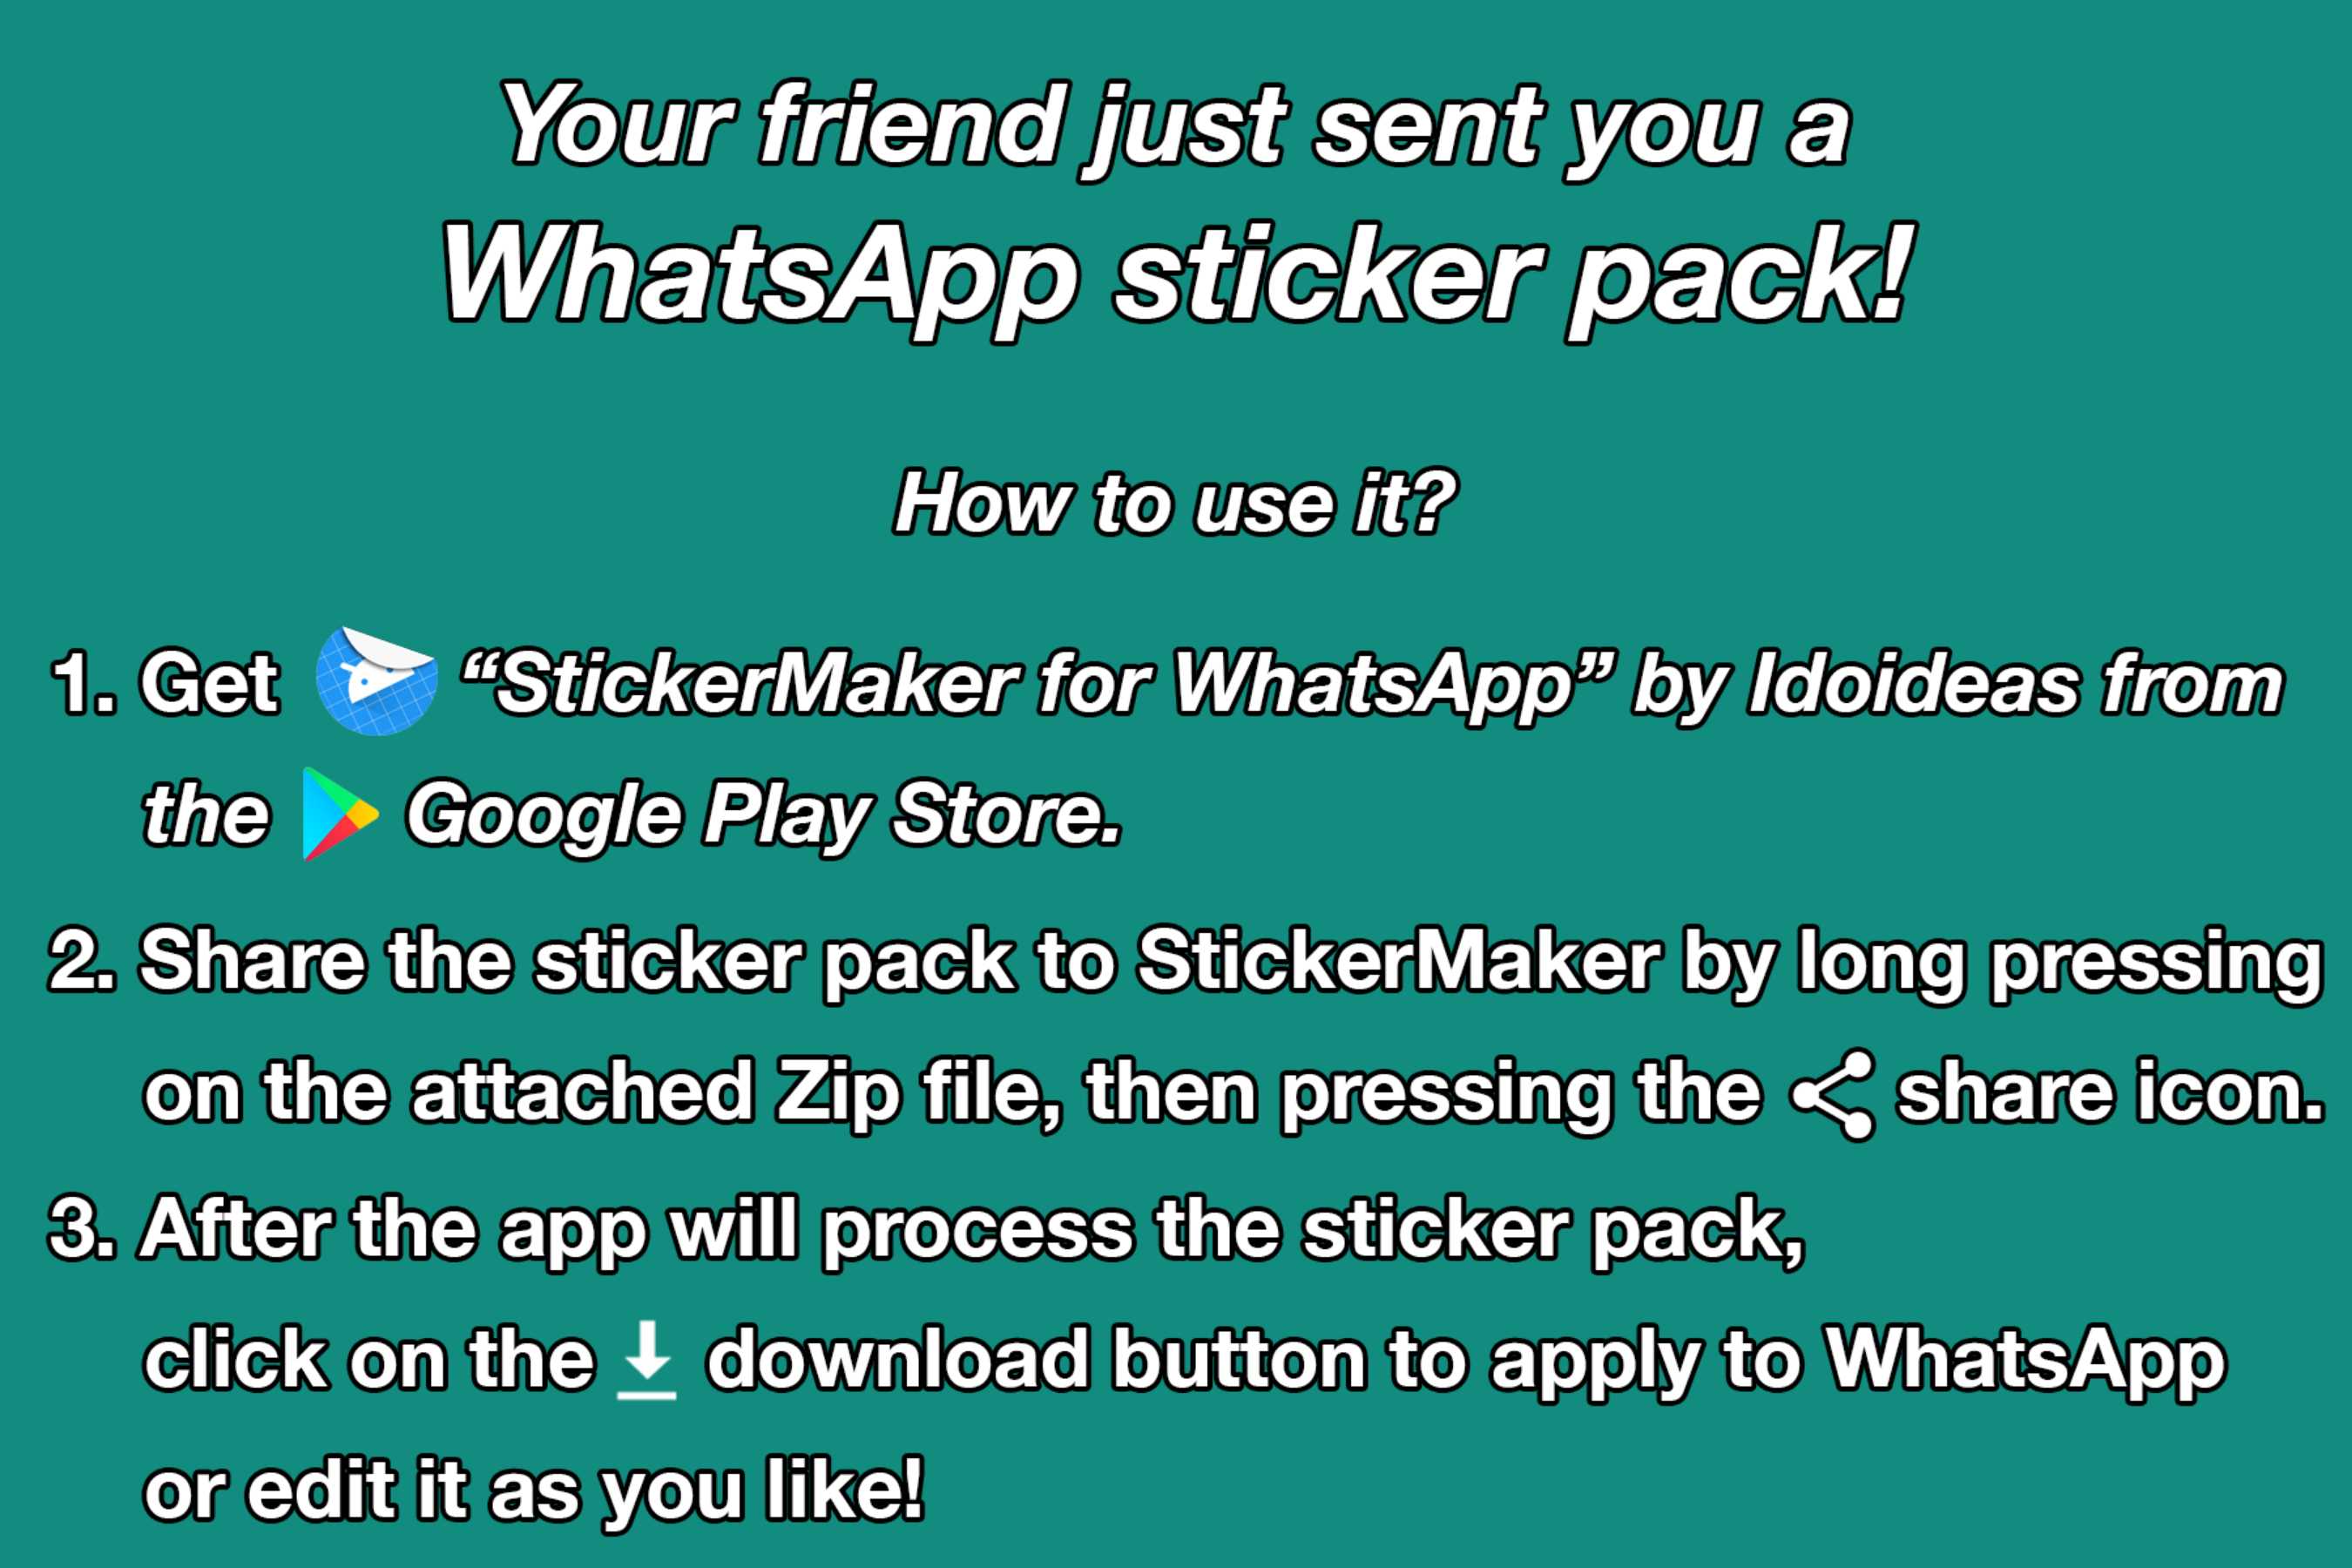 Your friend just sent you a
WhatsApp sticker pack!
How to use it?
1. Get “StickerMaker for WhatsApp” by Idoideas from
the Google Play Store.
2. Share the sticker pack to StickerMaker by long pressing
on the attached Zip file, then pressing the share icon.
3. After the app will process the sticker pack,
click on the download button to apply to WhatsApp
or edit it as you like!